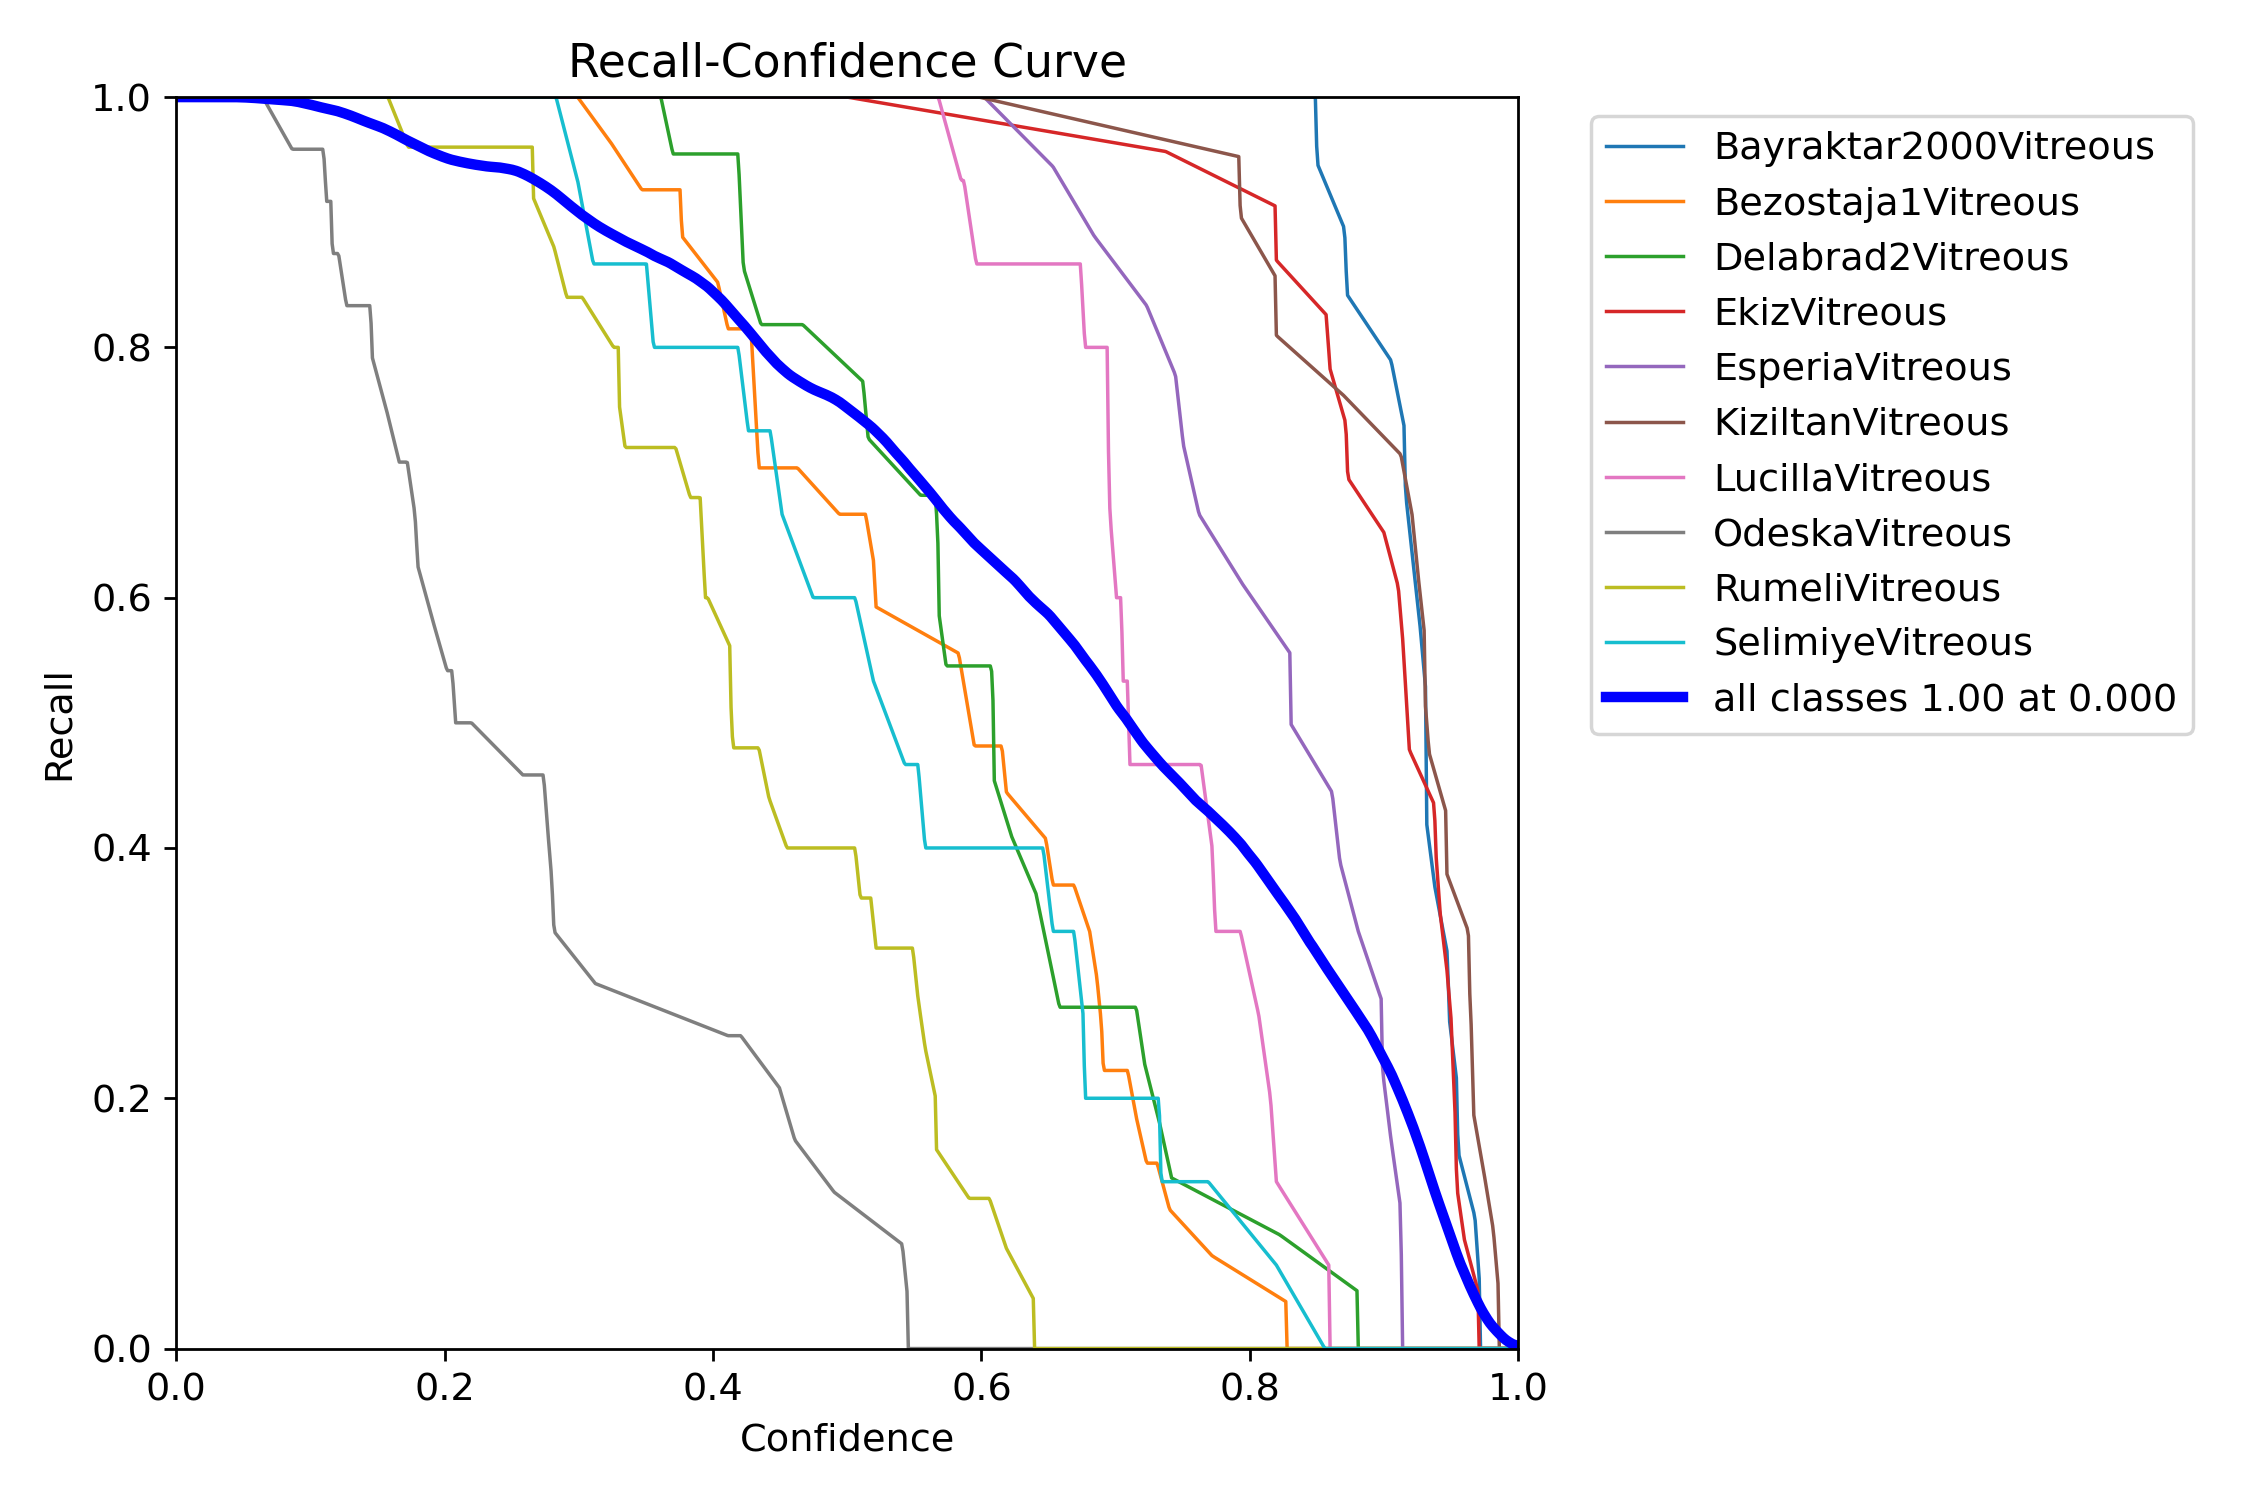 Recall-Confidence Curve
1.0
0.8
0.6
0.4
0.2
0.0
Recall
0.0 0.2 0.4 0.6 0.8 1.0
Confidence
Bayraktar2000Vitreous
Bezostaja1Vitreous
Delabrad2Vitreous
EkizVitreous
EsperiaVitreous
KiziltanVitreous
LucillaVitreous
OdeskaVitreous
RumeliVitreous
SelimiyeVitreous
all classes 1.00 at 0.000